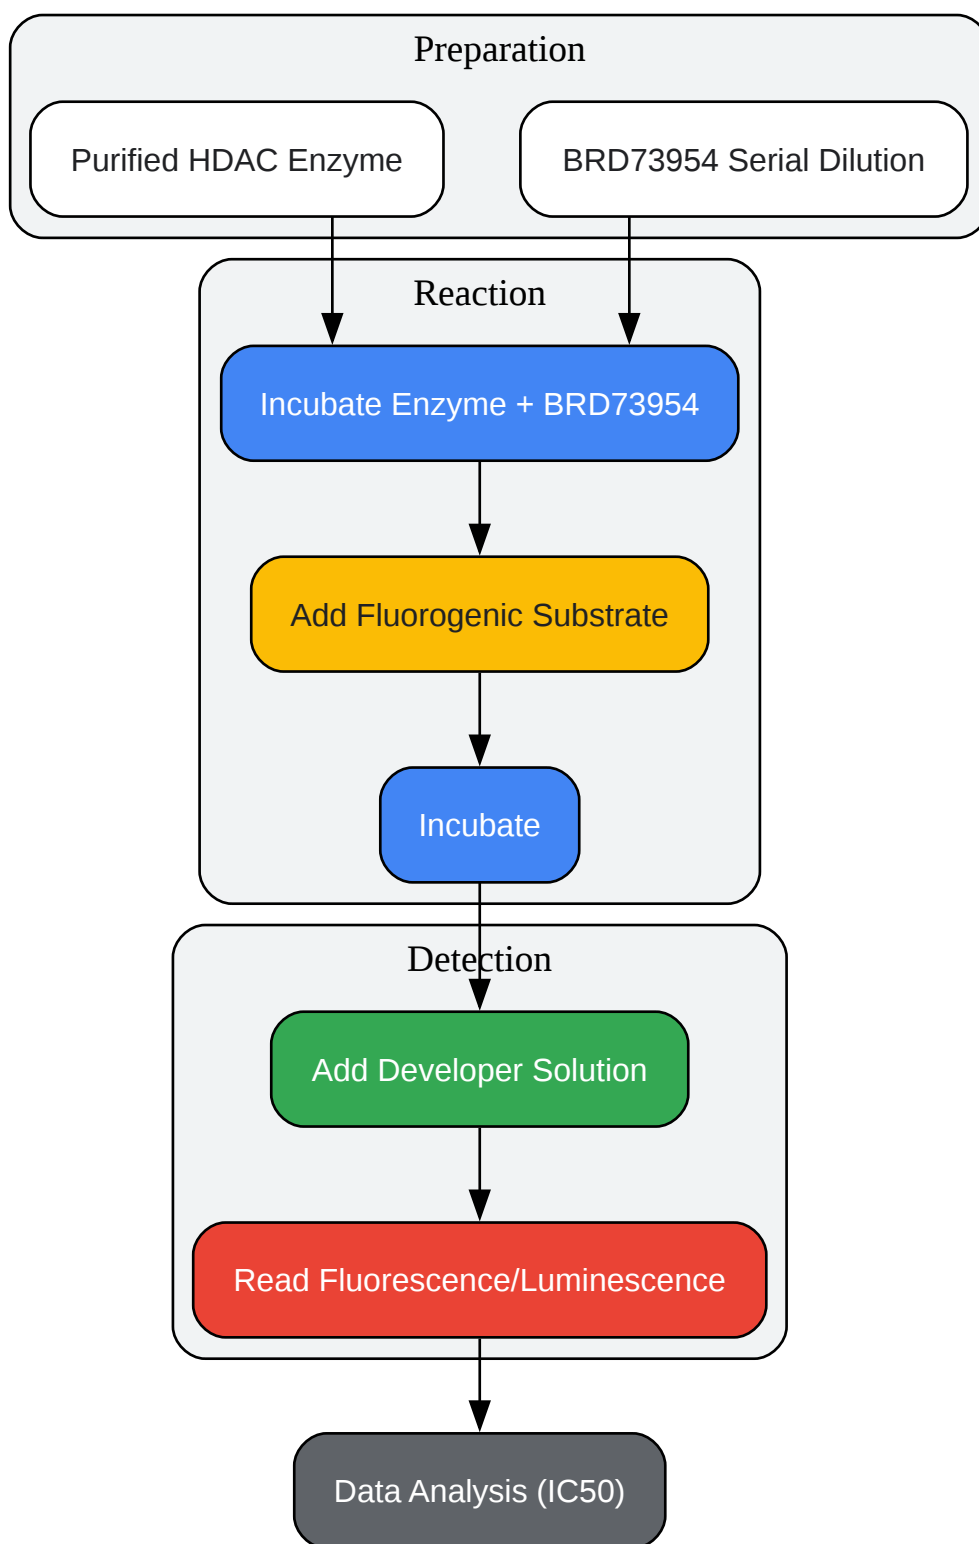 Preparation
Purified HDAC Enzyme
BRD73954 Serial Dilution
Reaction
Incubate Enzyme + BRD73954
Add Fluorogenic Substrate
Incubate
Detection
Add Developer Solution
Read Fluorescence/Luminescence
Data Analysis (IC50)